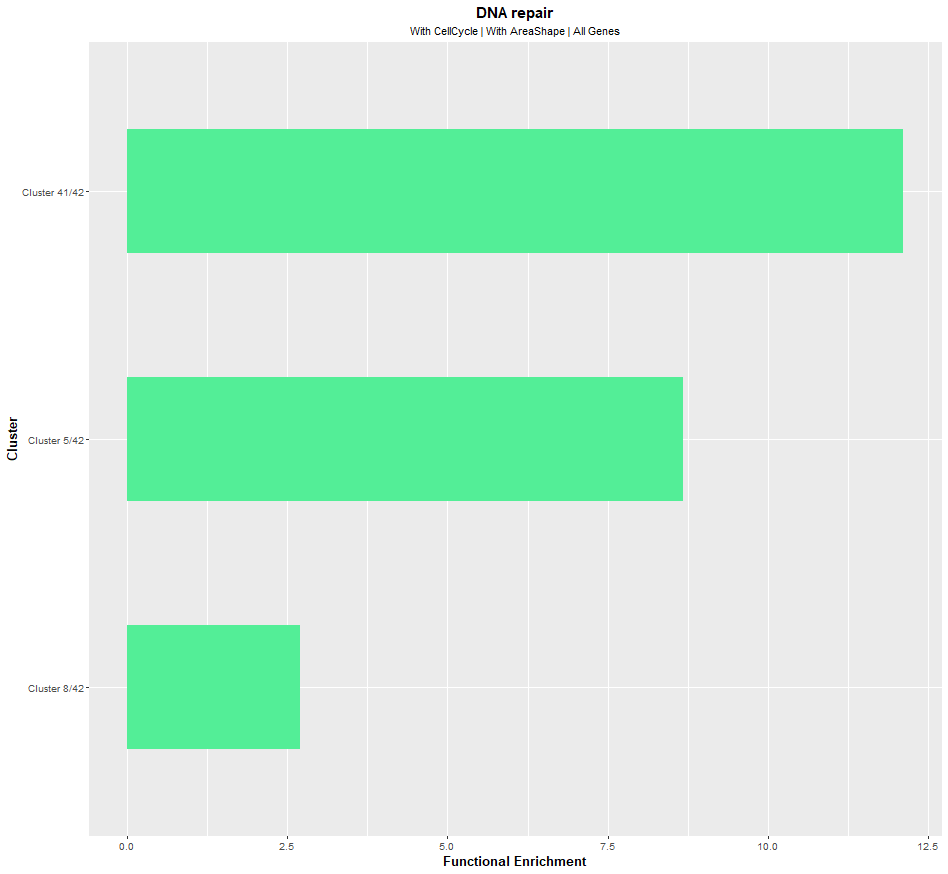 DNA repair
With CellCycle | With AreaShape | All Genes
Cluster
Cluster 41/42
Cluster 5/42
Cluster 8/42
0.0 2.5 5.0 7.5 10.0 12.5
Functional Enrichment